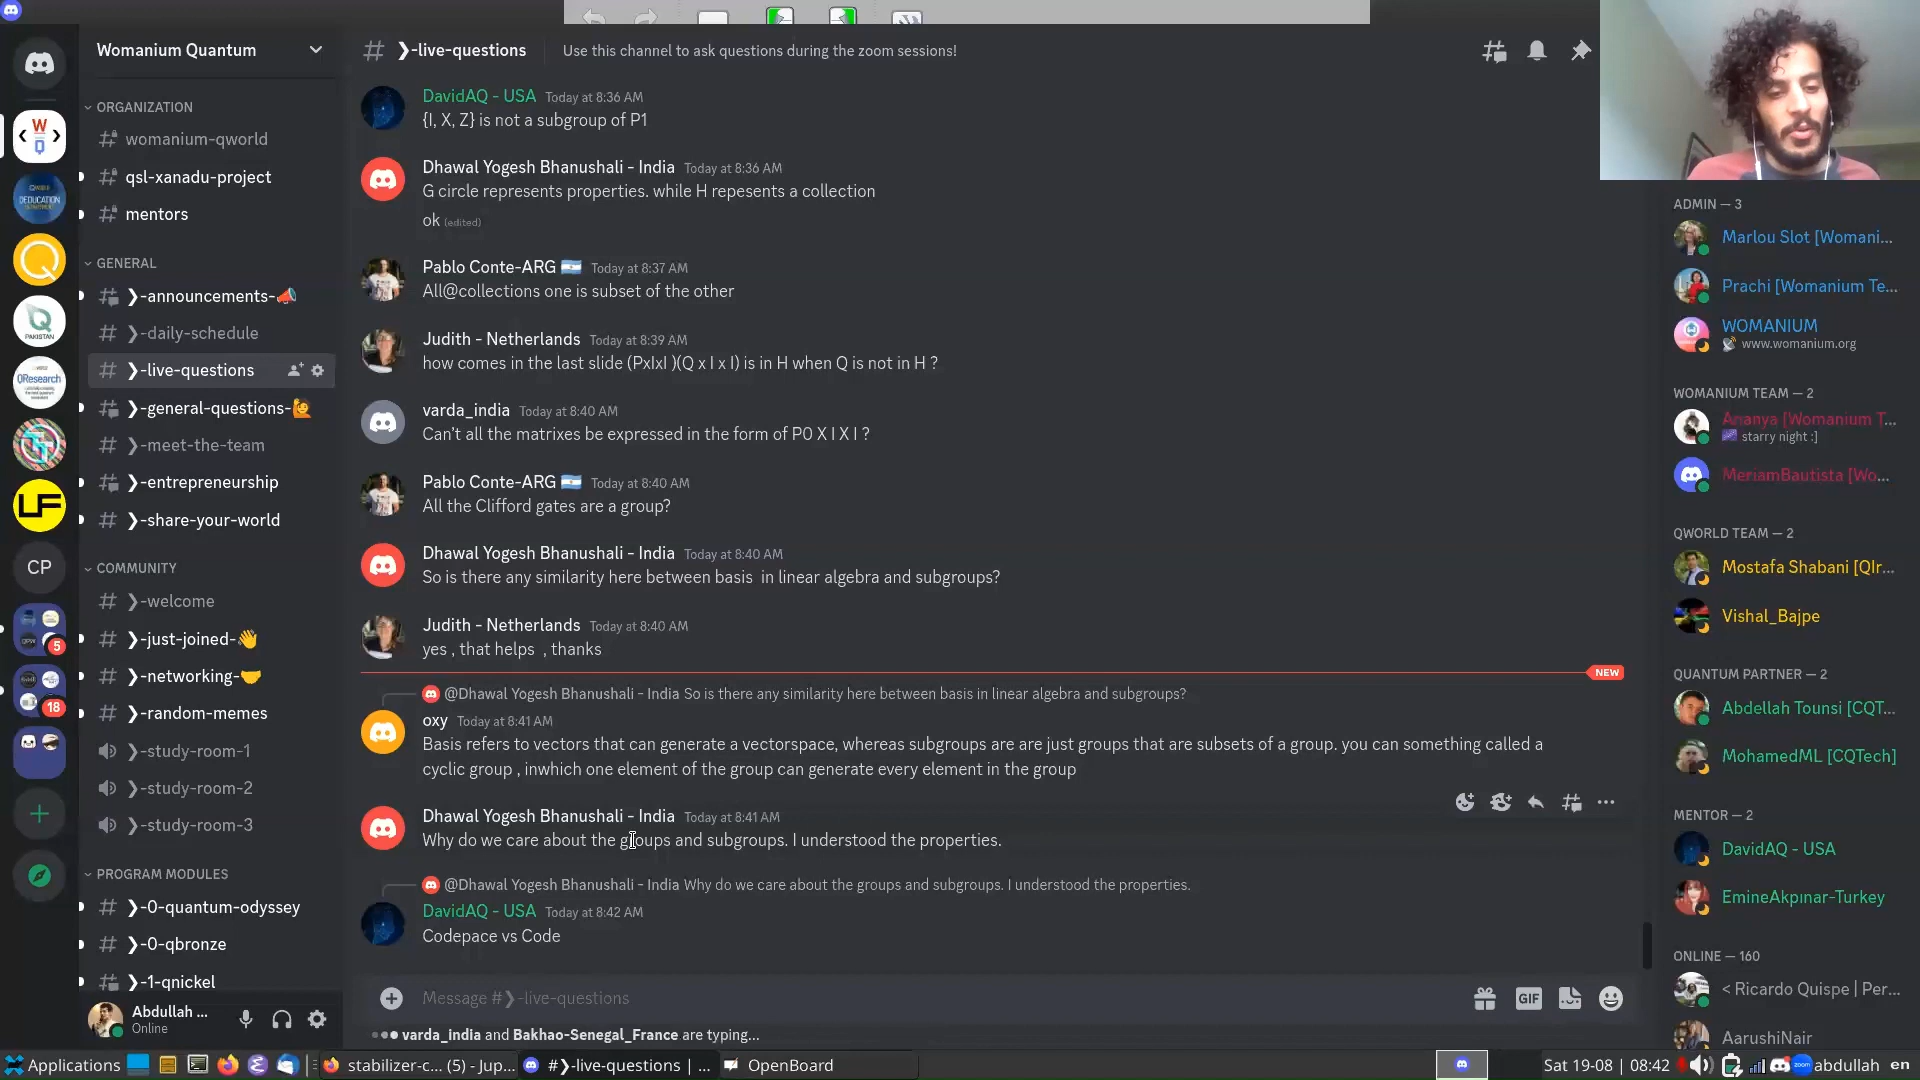 Womanium Quantum
ORGANIZATION
womanium-qworld
qsl-xanadu-project
mentors
GENERAL
❯-announcements-📣
❯-daily-schedule
❯-live-questions
❯-general-questions-🙋
❯-meet-the-team
❯-entrepreneurship
❯-share-your-world
COMMUNITY
❯-welcome
❯-just-joined-👋
❯-networking-🤝
❯-random-memes
❯-study-room-1
❯-study-room-2
❯-study-room-3
PROGRAM MODULES
❯-0-quantum-odyssey
❯-0-qbronze
❯-1-qnickel
Abdullah ...
Online
W
Q
PAKISTAN
QResearch
LF
CP
5
18
# ❯-live-questions
Use this channel to ask questions during the zoom sessions!
DavidAQ - USA Today at 8:36 AM
{I, X, Z} is not a subgroup of P1
Dhawal Yogesh Bhanushali - India Today at 8:36 AM
G circle represents properties. while H repesents a collection
ok (edited)
Pablo Conte-ARG 🇦🇷 Today at 8:37 AM
All@collections one is subset of the other
Judith - Netherlands Today at 8:39 AM
how comes in the last slide (PxIxI )(Q x I x I) is in H when Q is not in H ?
varda_india Today at 8:40 AM
Can't all the matrixes be expressed in the form of P0 X I X I ?
Pablo Conte-ARG 🇦🇷 Today at 8:40 AM
All the Clifford gates are a group?
Dhawal Yogesh Bhanushali - India Today at 8:40 AM
So is there any similarity here between basis in linear algebra and subgroups?
Judith - Netherlands Today at 8:40 AM
yes , that helps , thanks
NEW
@Dhawal Yogesh Bhanushali - India So is there any similarity here between basis in linear algebra and subgroups?
oxy Today at 8:41 AM
Basis refers to vectors that can generate a vectorspace, whereas subgroups are are just groups that are subsets of a group. you can something called a
cyclic group , inwhich one element of the group can generate every element in the group
Dhawal Yogesh Bhanushali - India Today at 8:41 AM
Why do we care about the groups and subgroups. I understood the properties.
@Dhawal Yogesh Bhanushali - India Why do we care about the groups and subgroups. I understood the properties.
DavidAQ - USA Today at 8:42 AM
Codepace vs Code
Message #❯-live-questions
GIF
varda_india and Bakhao-Senegal_France are typing...
ADMIN — 3
Marlou Slot [Womani...
Prachi [Womanium Te...
WOMANIUM
www.womanium.org
WOMANIUM TEAM — 2
Ananya [Womanium T...
starry night :]
MeriamBautista [Wo...
QWORLD TEAM — 2
Mostafa Shabani [QIr...
Vishal_Bajpe
QUANTUM PARTNER — 2
Abdellah Tounsi [CQT...
MohamedML [CQTech]
MENTOR — 2
DavidAQ - USA
EmineAkpınar-Turkey
ONLINE — 160
< Ricardo Quispe | Per...
AarushiNair
Applications
stabilizer-c... (5) - Jup...
#❯-live-questions | ...
OpenBoard
Sat 19-08 | 08:42
zoom
abdullah
en